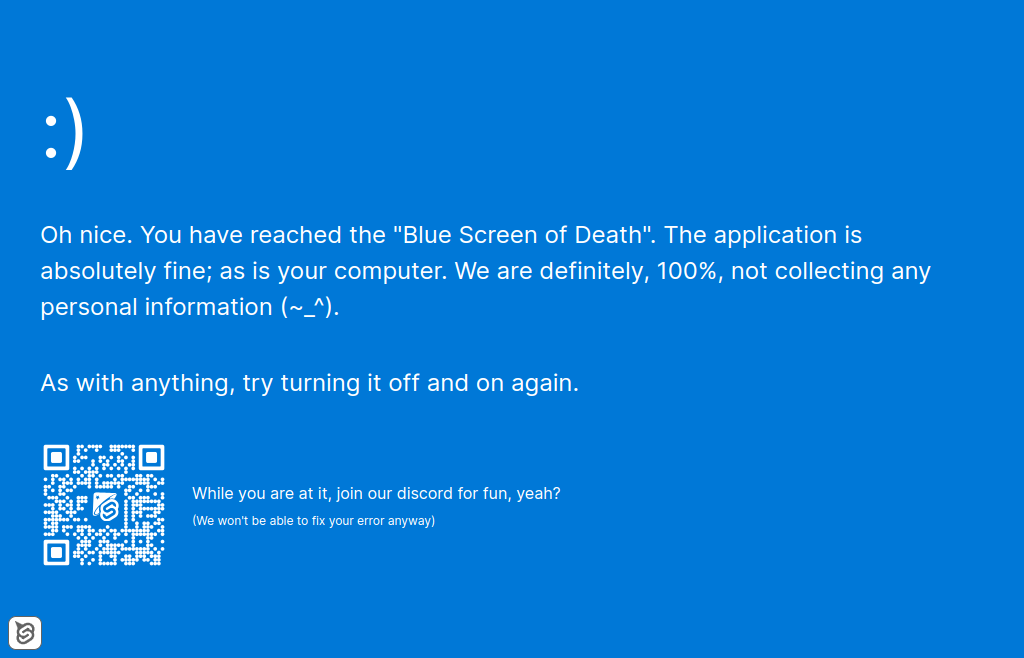 :)
Oh nice. You have reached the "Blue Screen of Death". The application is
absolutely fine; as is your computer. We are definitely, 100%, not collecting any
personal information (~_^).
As with anything, try turning it off and on again.
While you are at it, join our discord for fun, yeah?
(We won't be able to fix your error anyway)